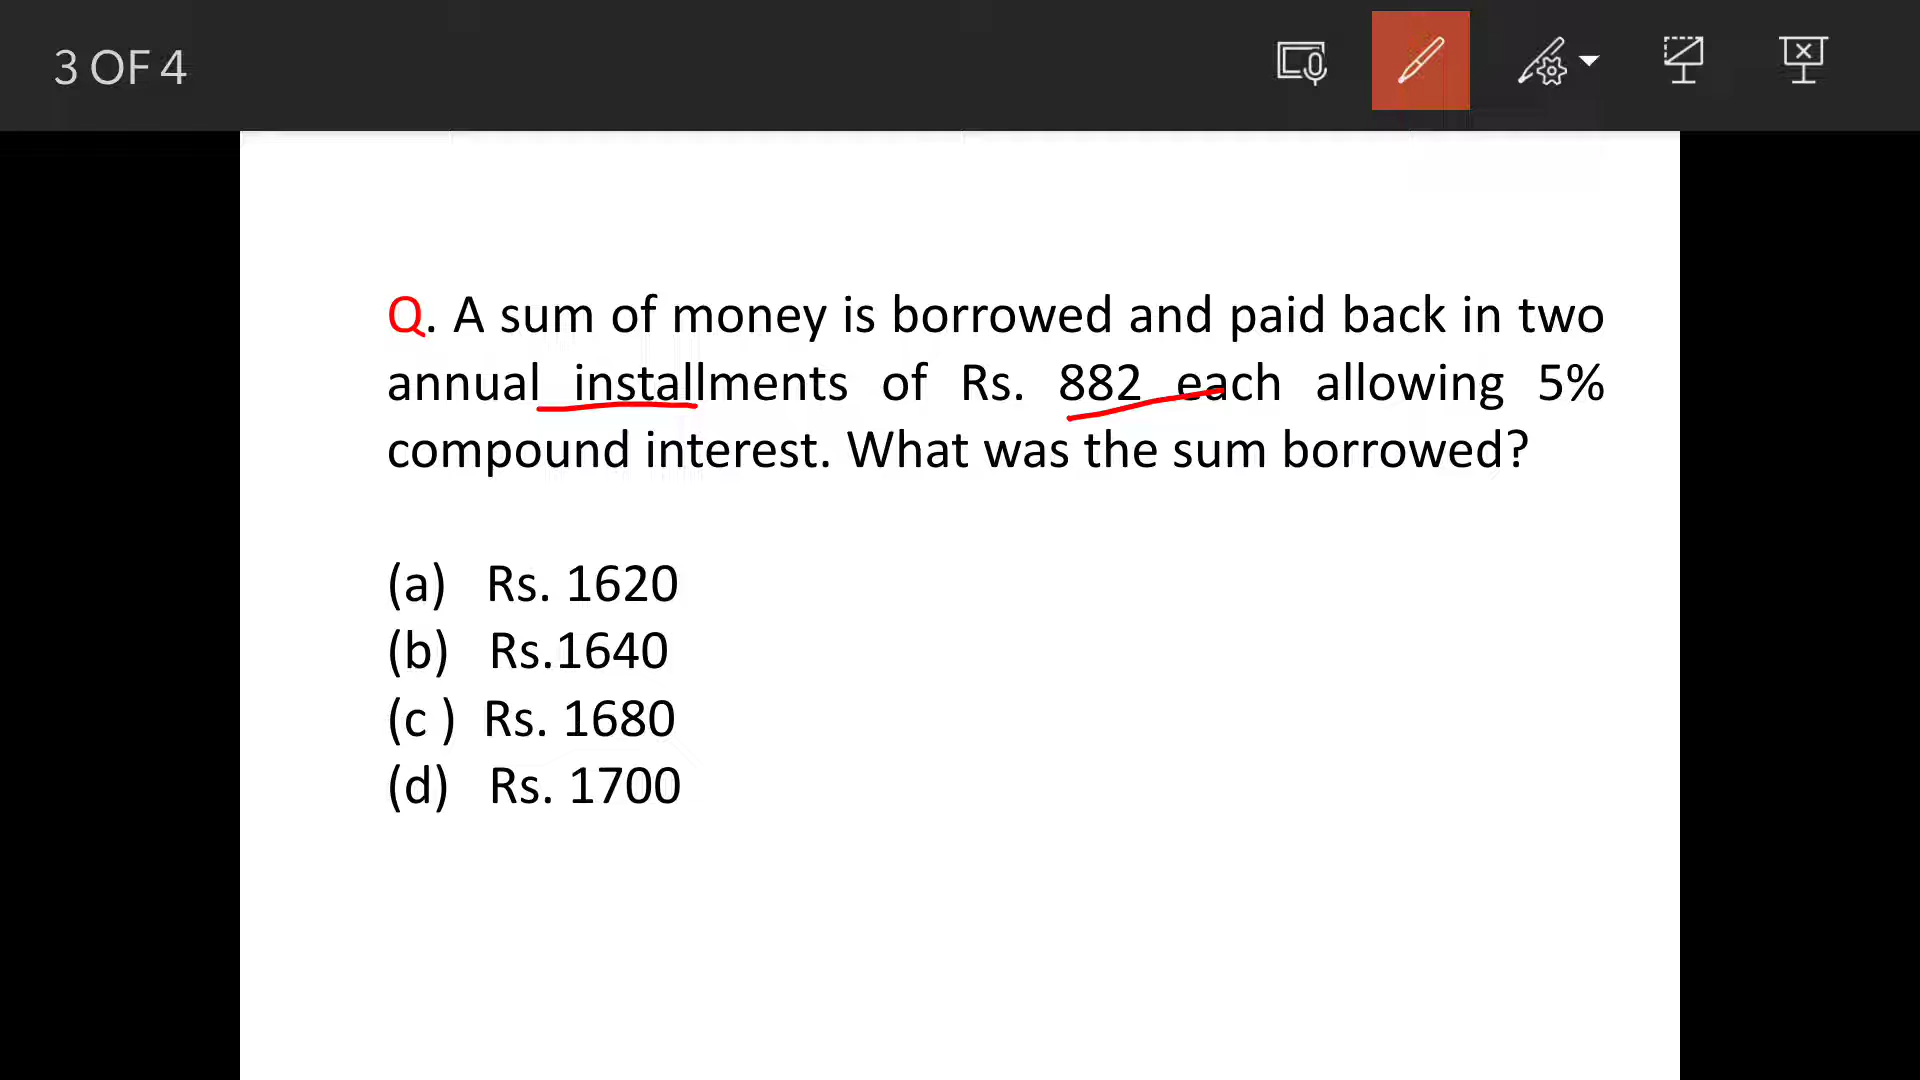 3 OF 4
Q. A sum of money is borrowed and paid back in two
annual installments of Rs. 882 each allowing 5%
compound interest. What was the sum borrowed?
(a) Rs. 1620
(b) Rs.1640
(c ) Rs. 1680
(d) Rs. 1700